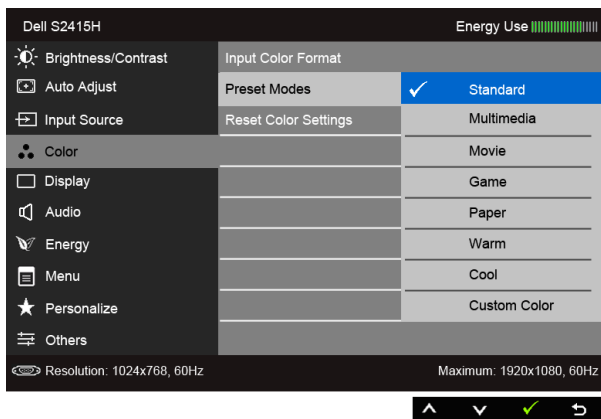 Dell S2415H
Energy Use
Brightness/Contrast
Input Color Format
Auto Adjust
Preset Modes
Standard
Input Source
Reset Color Settings
Multimedia
Color
Movie
Display
Game
Audio
Paper
Energy
Warm
Menu
Cool
Personalize
Custom Color
Others
Resolution: 1024x768, 60Hz
Maximum: 1920x1080, 60Hz